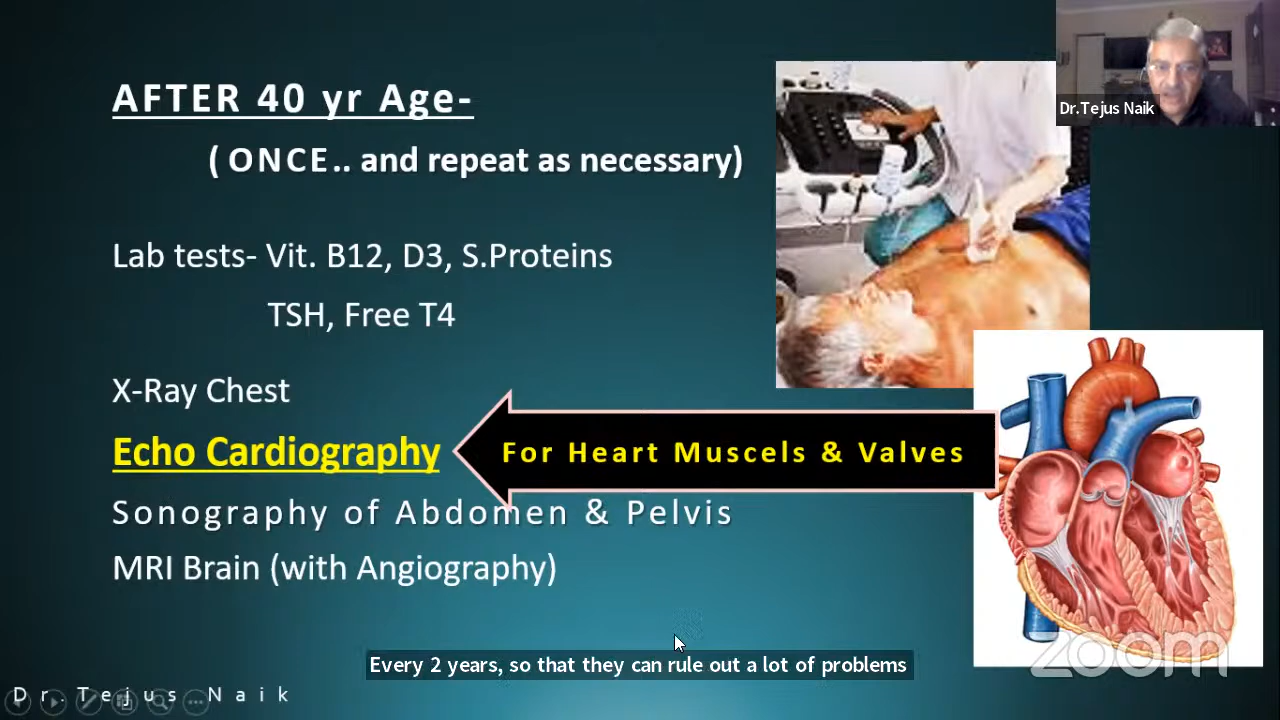 AFTER 40 yr Age-
( ONCE.. and repeat as necessary)
Dr.Tejus Naik
Lab tests- Vit. B12, D3, S.Proteins
TSH, Free T4
X-Ray Chest
Echo Cardiography
For Heart Muscels & Valves
Sonography of Abdomen & Pelvis
MRI Brain (with Angiography)
zoom
Every 2 years, so that they can rule out a lot of problems
Dr. Tejus Naik